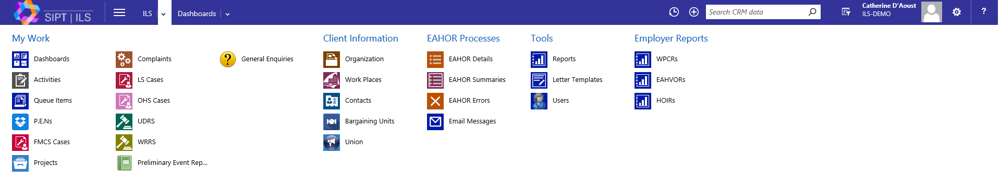 SIPT | ILS
ILS
Dashboards
Search CRM data
Catherine D'Aoust
ILS-DEMO
?
My Work
Dashboards
Activities
Queue Items
P.E.Ns
FMCS Cases
Projects
Complaints
LS Cases
OHS Cases
UDRS
WRRS
Preliminary Event Rep...
General Enquiries
Client Information
Organization
Work Places
Contacts
Bargaining Units
Union
EAHOR Processes
EAHOR Details
EAHOR Summaries
EAHOR Errors
Email Messages
Tools
Reports
Letter Templates
Users
Employer Reports
WPCRs
EAHVORs
HOIRs